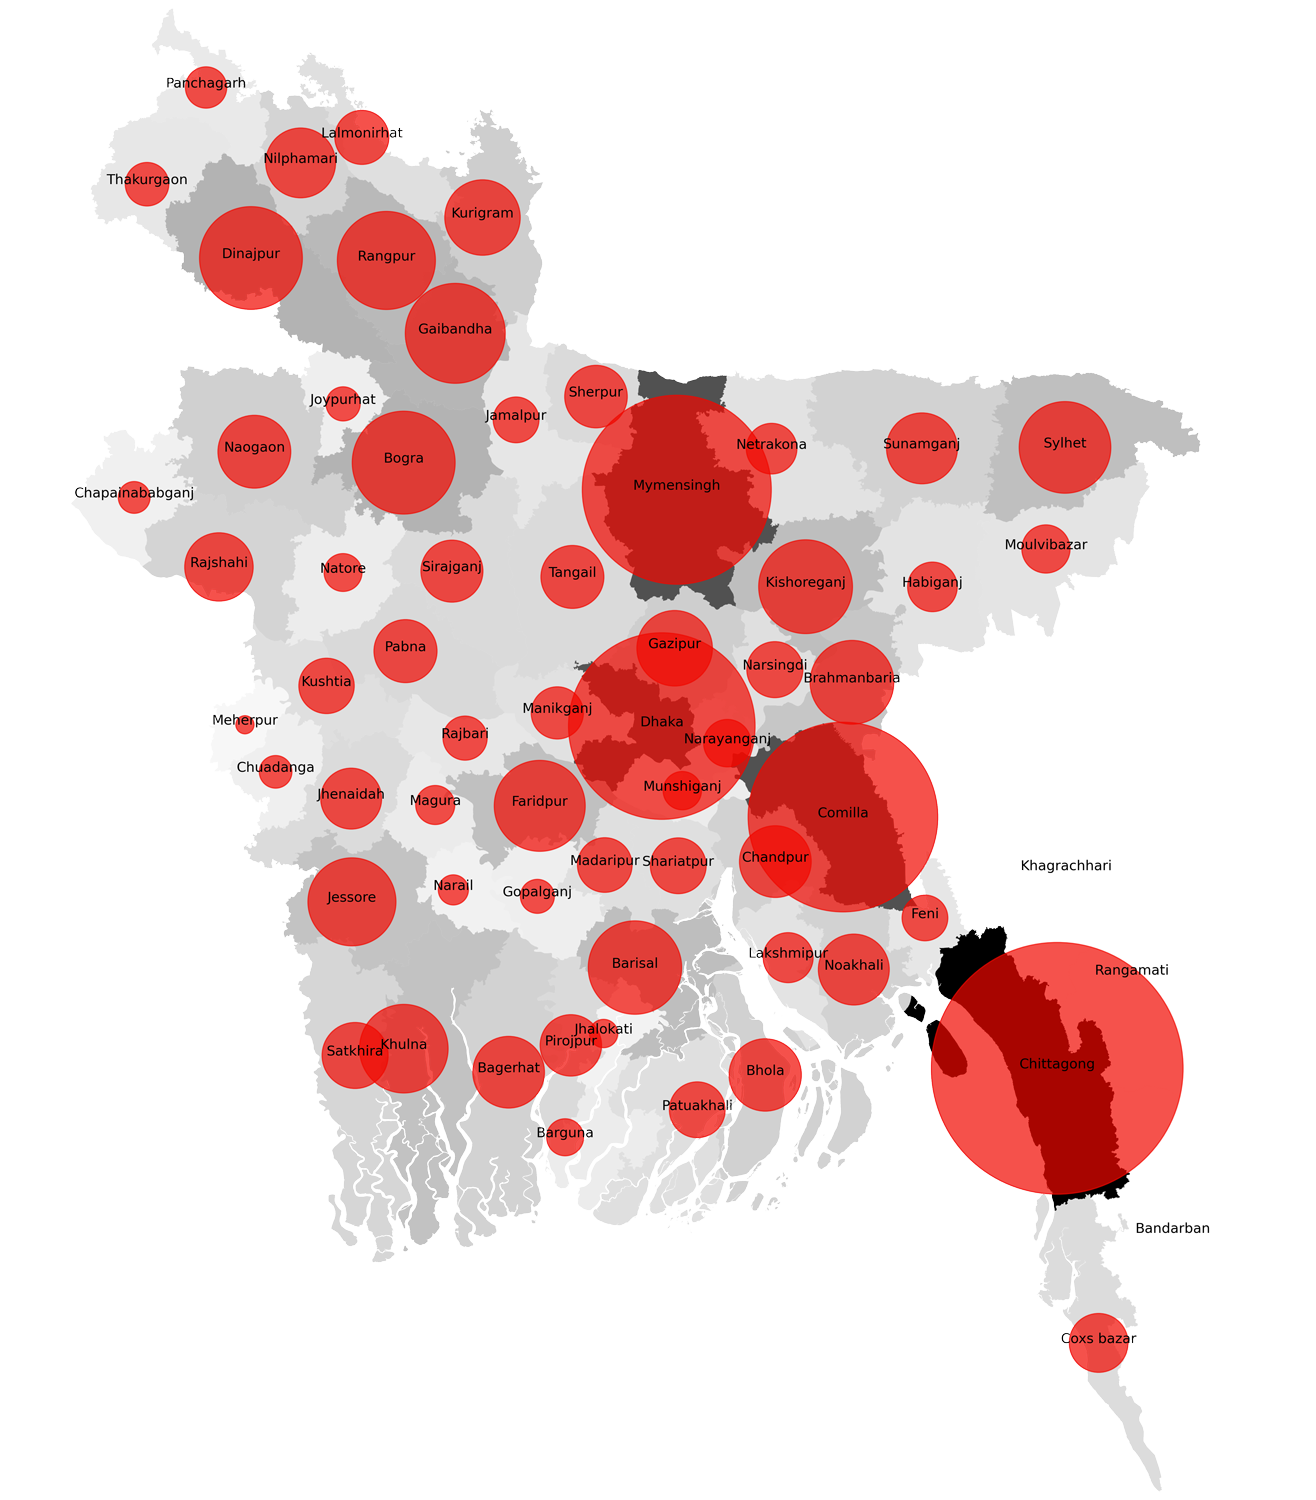 Panchagarh
Lalmonirhat
Nilphamari
Thakurgaon
Kurigram
Dinajpur
Rangpur
Gaibandha
Sherpur
Joypurhat
Jamalpur
Netrakona
Sunamganj
Sylhet
Naogaon
Bogra
Mymensingh
Chapainababganj
Moulvibazar
Rajshahi
Natore
Sirajganj
Tangail
Kishoreganj
Habiganj
Gazipur
Pabna
Narsingdi
Brahmanbaria
Kushtia
Manikganj
Meherpur
Dhaka
Rajbari
Narayanganj
Chuadanga
Munshiganj
Jhenaidah
Magura
Faridpur
Comilla
Chandpur
Madaripur
Shariatpur
Khagrachhari
Narail
Gopalganj
Jessore
Feni
Lakshmipur
Barisal
Noakhali
Rangamati
Jhalokati
Pirojpur
Khulna
Satkhira
Bagerhat
Bhola
Chittagong
Patuakhali
Barguna
Bandarban
Coxs bazar